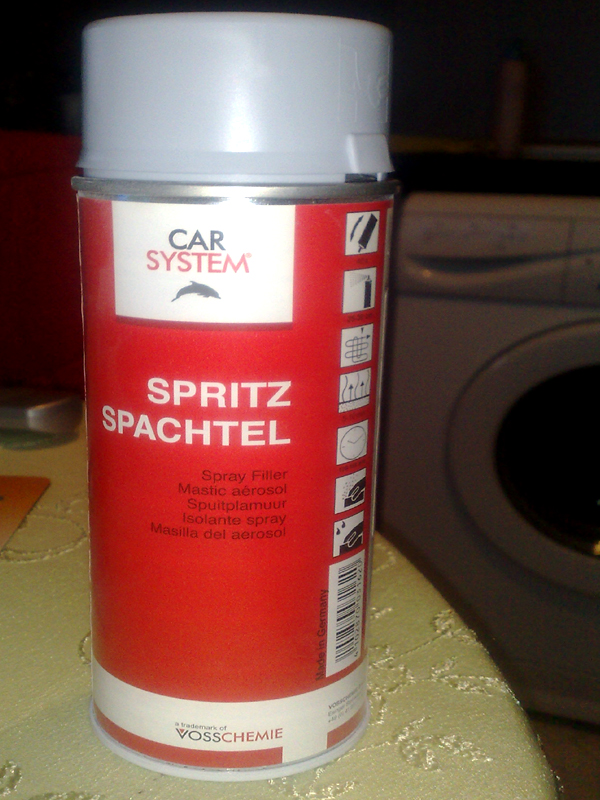 CAR
SYSTEM®
SPRITZ
SPACHTEL
Spray Filler
Mastic aérosol
Spuitplamuur
Isolante spray
Masilla del aerosol
Made in Germany
a trademark of
VOSSCHEMIE
VOSSCHEMIE